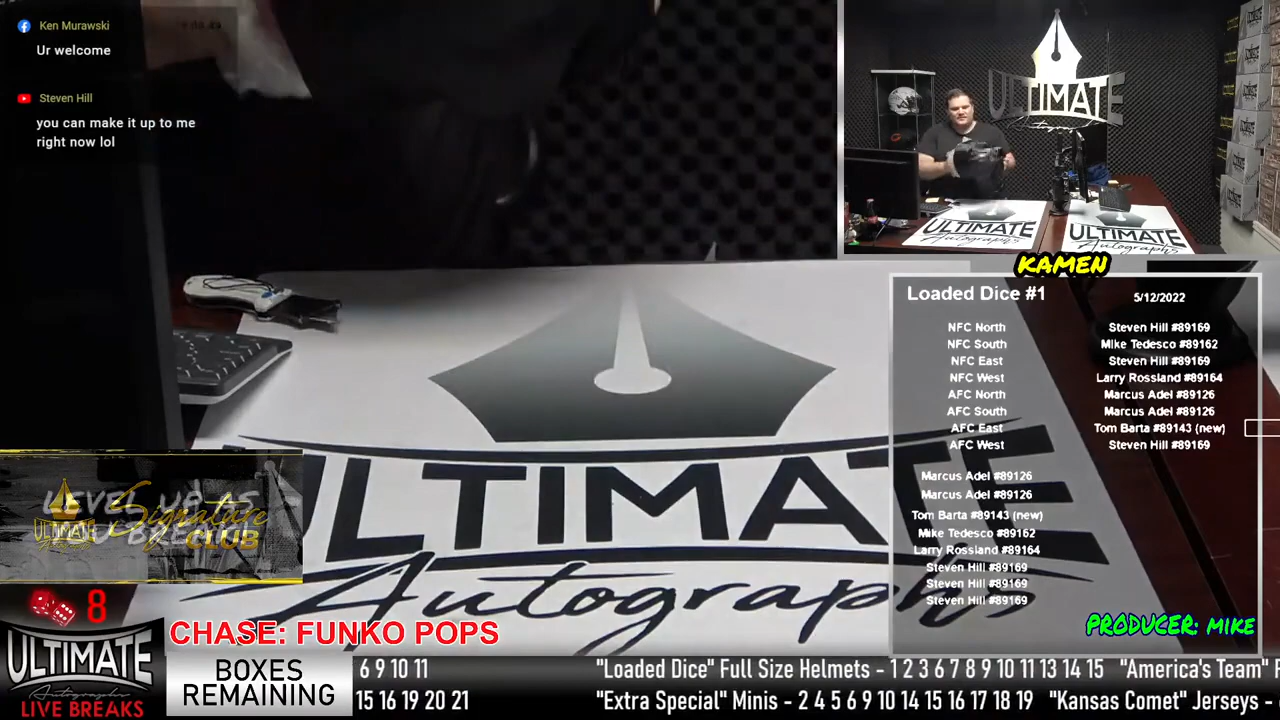 Ken Murawski
Ur welcome
Steven Hill
you can make it up to me
right now lol
ULTIMATE
ULTIMATE
Autographs
ULTIMATE
Autographs
KAMEN
Loaded Dice #1
5/12/2022
NFC North Steven Hill #89169
NFC South Mike Tedesco #89162
NFC East Steven Hill #89169
NFC West Larry Rossland #89164
AFC North Marcus Adel #89126
AFC South Marcus Adel #89126
AFC East Tom Barta #89143 (new)
AFC West Steven Hill #89169
Marcus Adel #89126
Marcus Adel #89126
Tom Barta #89143 (new)
Mike Tedesco #89162
Larry Rossland #89164
Steven Hill #89169
Steven Hill #89169
Steven Hill #89169
ULTIMATE
Autographs
LEVEL UP
ULTIMATE
Signature
CLUB
8
CHASE: FUNKO POPS
PRODUCER: MIKE
ULTIMATE
Autographs
LIVE BREAKS
BOXES
REMAINING
6 9 10 11 "Loaded Dice" Full Size Helmets - 1 2 3 6 7 8 9 10 11 13 14 15 "America's Team" F
15 16 19 20 21 "Extra Special" Minis - 2 4 5 6 9 10 14 15 16 17 18 19 "Kansas Comet" Jerseys -